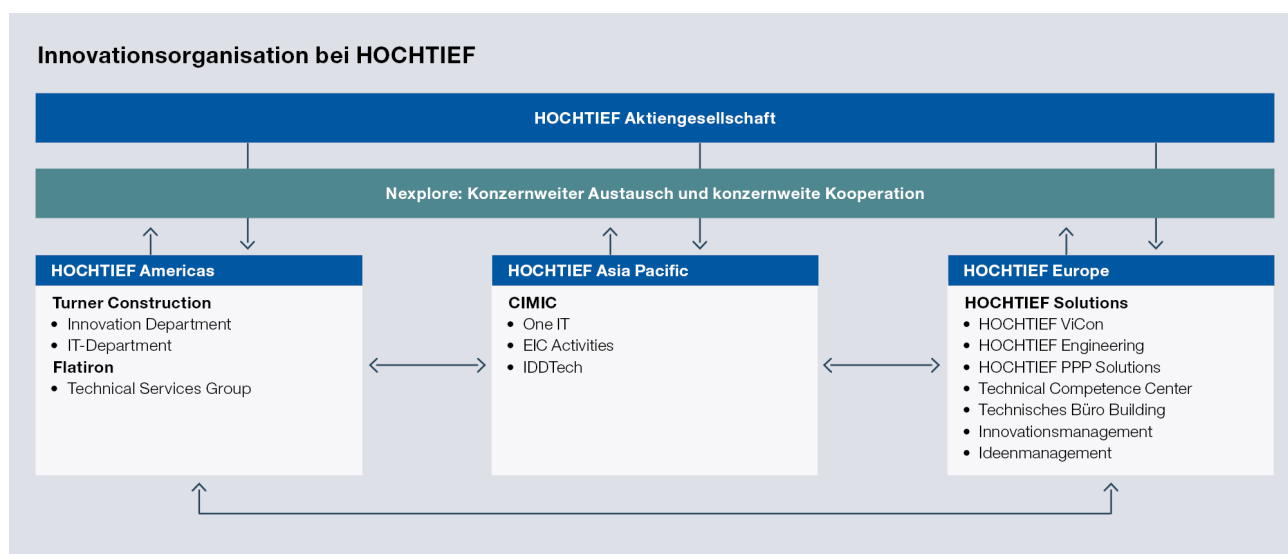 Innovationsorganisation bei HOCHTIEF
HOCHTIEF Aktiengesellschaft
Nexplore: Konzernweiter Austausch und konzernweite Kooperation
HOCHTIEF Americas
Turner Construction
• Innovation Department
• IT-Department
Flatiron
• Technical Services Group
HOCHTIEF Asia Pacific
CIMIC
• One IT
• EIC Activities
• IDDTech
HOCHTIEF Europe
HOCHTIEF Solutions
• HOCHTIEF ViCon
• HOCHTIEF Engineering
• HOCHTIEF PPP Solutions
• Technical Competence Center
• Technisches Büro Building
• Innovationsmanagement
• Ideenmanagement